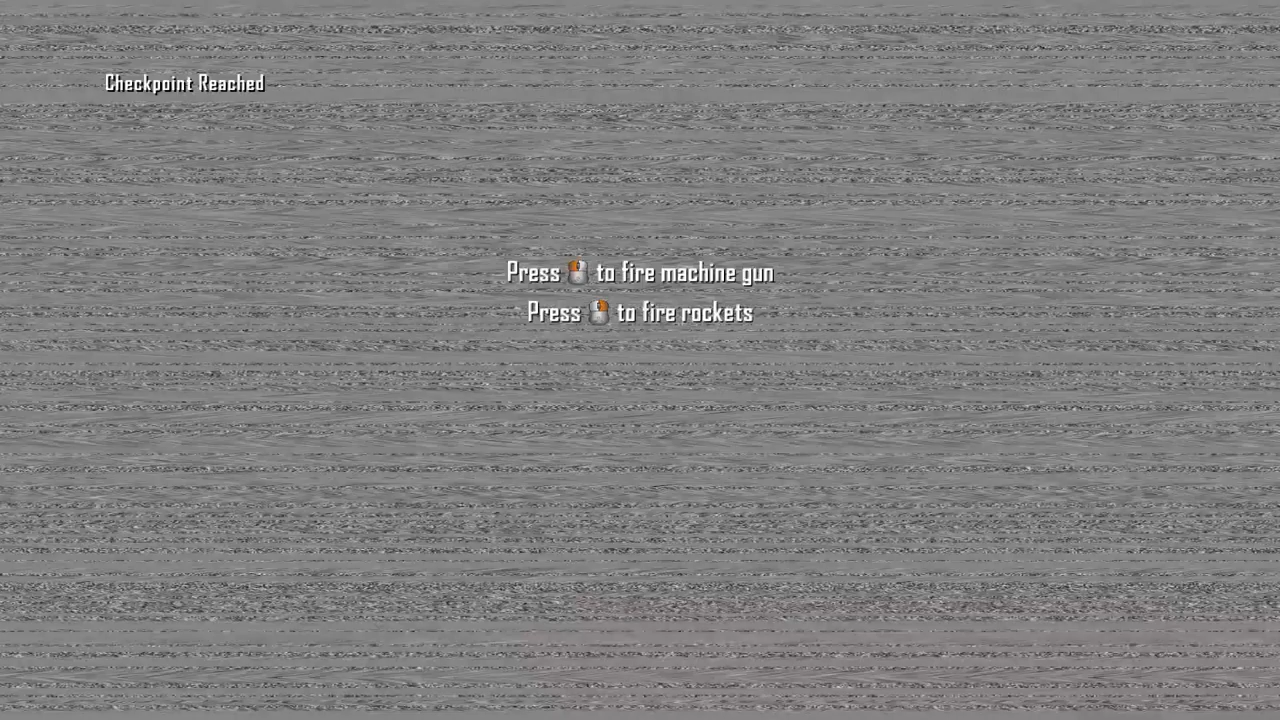 Checkpoint Reached
Press to fire machine gun
Press to fire rockets